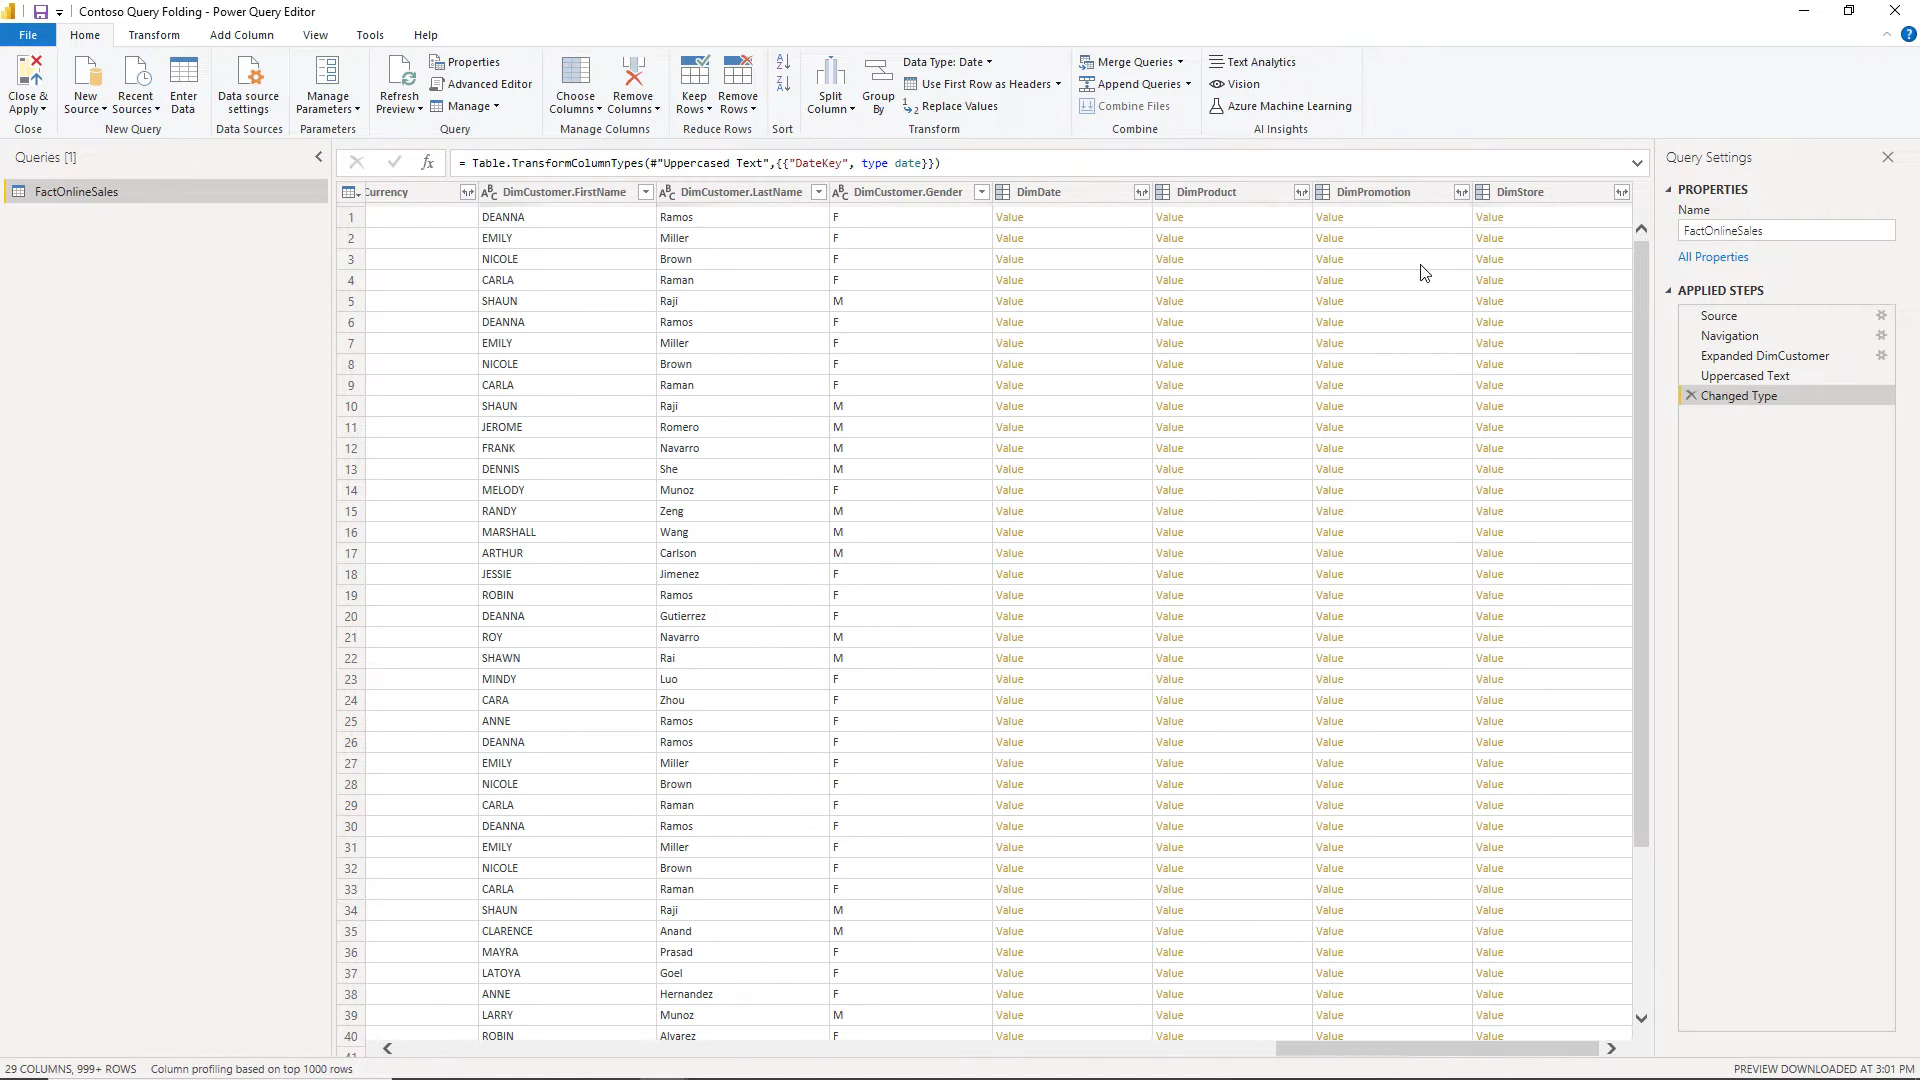 Contoso Query Folding - Power Query Editor
File Home Transform Add Column View Tools Help
Close & Apply
New Source
Recent Sources
Enter Data
Data source settings
Manage Parameters
Refresh Preview
Properties
Advanced Editor
Manage
Choose Columns
Remove Columns
Keep Rows
Remove Rows
Split Column
Group By
Data Type: Date
Use First Row as Headers
Replace Values
Merge Queries
Append Queries
Combine Files
Text Analytics
Vision
Azure Machine Learning
Close New Query Data Sources Parameters Query Manage Columns Reduce Rows Sort Transform Combine AI Insights
Queries [1]
FactOnlineSales
= Table.TransformColumnTypes(#"Uppercased Text",{{"DateKey", type date}})
Currency DimCustomer.FirstName DimCustomer.LastName DimCustomer.Gender DimDate DimProduct DimPromotion DimStore
1 DEANNA Ramos F Value Value Value Value
2 EMILY Miller F Value Value Value Value
3 NICOLE Brown F Value Value Value Value
4 CARLA Raman F Value Value Value Value
5 SHAUN Raji M Value Value Value Value
6 DEANNA Ramos F Value Value Value Value
7 EMILY Miller F Value Value Value Value
8 NICOLE Brown F Value Value Value Value
9 CARLA Raman F Value Value Value Value
10 SHAUN Raji M Value Value Value Value
11 JEROME Romero M Value Value Value Value
12 FRANK Navarro M Value Value Value Value
13 DENNIS She M Value Value Value Value
14 MELODY Munoz F Value Value Value Value
15 RANDY Zeng M Value Value Value Value
16 MARSHALL Wang M Value Value Value Value
17 ARTHUR Carlson M Value Value Value Value
18 JESSIE Jimenez F Value Value Value Value
19 ROBIN Ramos F Value Value Value Value
20 DEANNA Gutierrez F Value Value Value Value
21 ROY Navarro M Value Value Value Value
22 SHAWN Rai M Value Value Value Value
23 MINDY Luo F Value Value Value Value
24 CARA Zhou F Value Value Value Value
25 ANNE Ramos F Value Value Value Value
26 DEANNA Ramos F Value Value Value Value
27 EMILY Miller F Value Value Value Value
28 NICOLE Brown F Value Value Value Value
29 CARLA Raman F Value Value Value Value
30 DEANNA Ramos F Value Value Value Value
31 EMILY Miller F Value Value Value Value
32 NICOLE Brown F Value Value Value Value
33 CARLA Raman F Value Value Value Value
34 SHAUN Raji M Value Value Value Value
35 CLARENCE Anand M Value Value Value Value
36 MAYRA Prasad F Value Value Value Value
37 LATOYA Goel F Value Value Value Value
38 ANNE Hernandez F Value Value Value Value
39 LARRY Munoz M Value Value Value Value
40 ROBIN Alvarez F Value Value Value Value
Query Settings
PROPERTIES
Name
FactOnlineSales
All Properties
APPLIED STEPS
Source
Navigation
Expanded DimCustomer
Uppercased Text
Changed Type
29 COLUMNS, 999+ ROWS Column profiling based on top 1000 rows
PREVIEW DOWNLOADED AT 3:01 PM